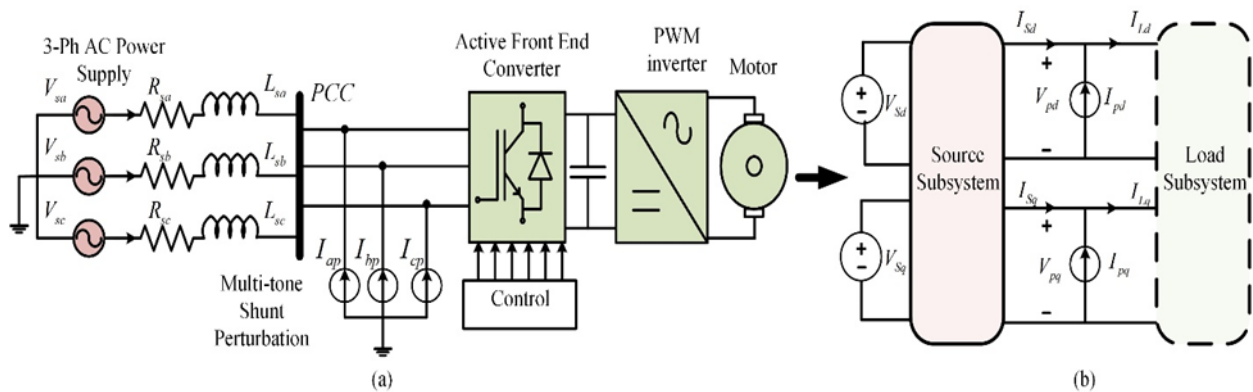 3-Ph AC Power
Supply
V_sa
R_sa
L_sa
PCC
V_sb
R_sb
L_sb
V_sc
R_sc
L_sc
Multi-tone
Shunt
Perturbation
I_ap
I_bp
I_cp
Active Front End
Converter
Control
PWM
inverter
Motor
(a)
V_Sd
V_Sq
Source
Subsystem
I_Sd
I_Ld
+
V_pd
I_pd
-
I_Sq
I_Lq
+
V_pq
I_pq
-
Load
Subsystem
(b)